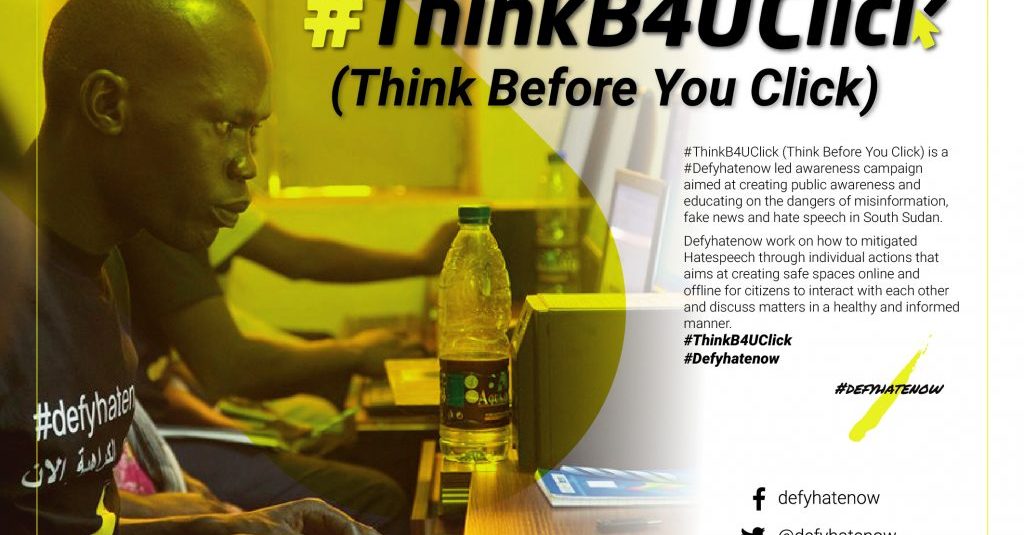 #ThinkB4UClick
(Think Before You Click)
#ThinkB4UClick (Think Before You Click) is a
#Defyhatenow led awareness campaign
aimed at creating public awareness and
educating on the dangers of misinformation,
fake news and hate speech in South Sudan.
Defyhatenow work on how to mitigated
Hatespeech through individual actions that
aims at creating safe spaces online and
offline for citizens to interact with each other
and discuss matters in a healthy and informed
manner.
#ThinkB4UClick
#Defyhatenow
#DEFYHATENOW
#defyhaten
الكراهية الآن
defyhatenow
@defyhatenow